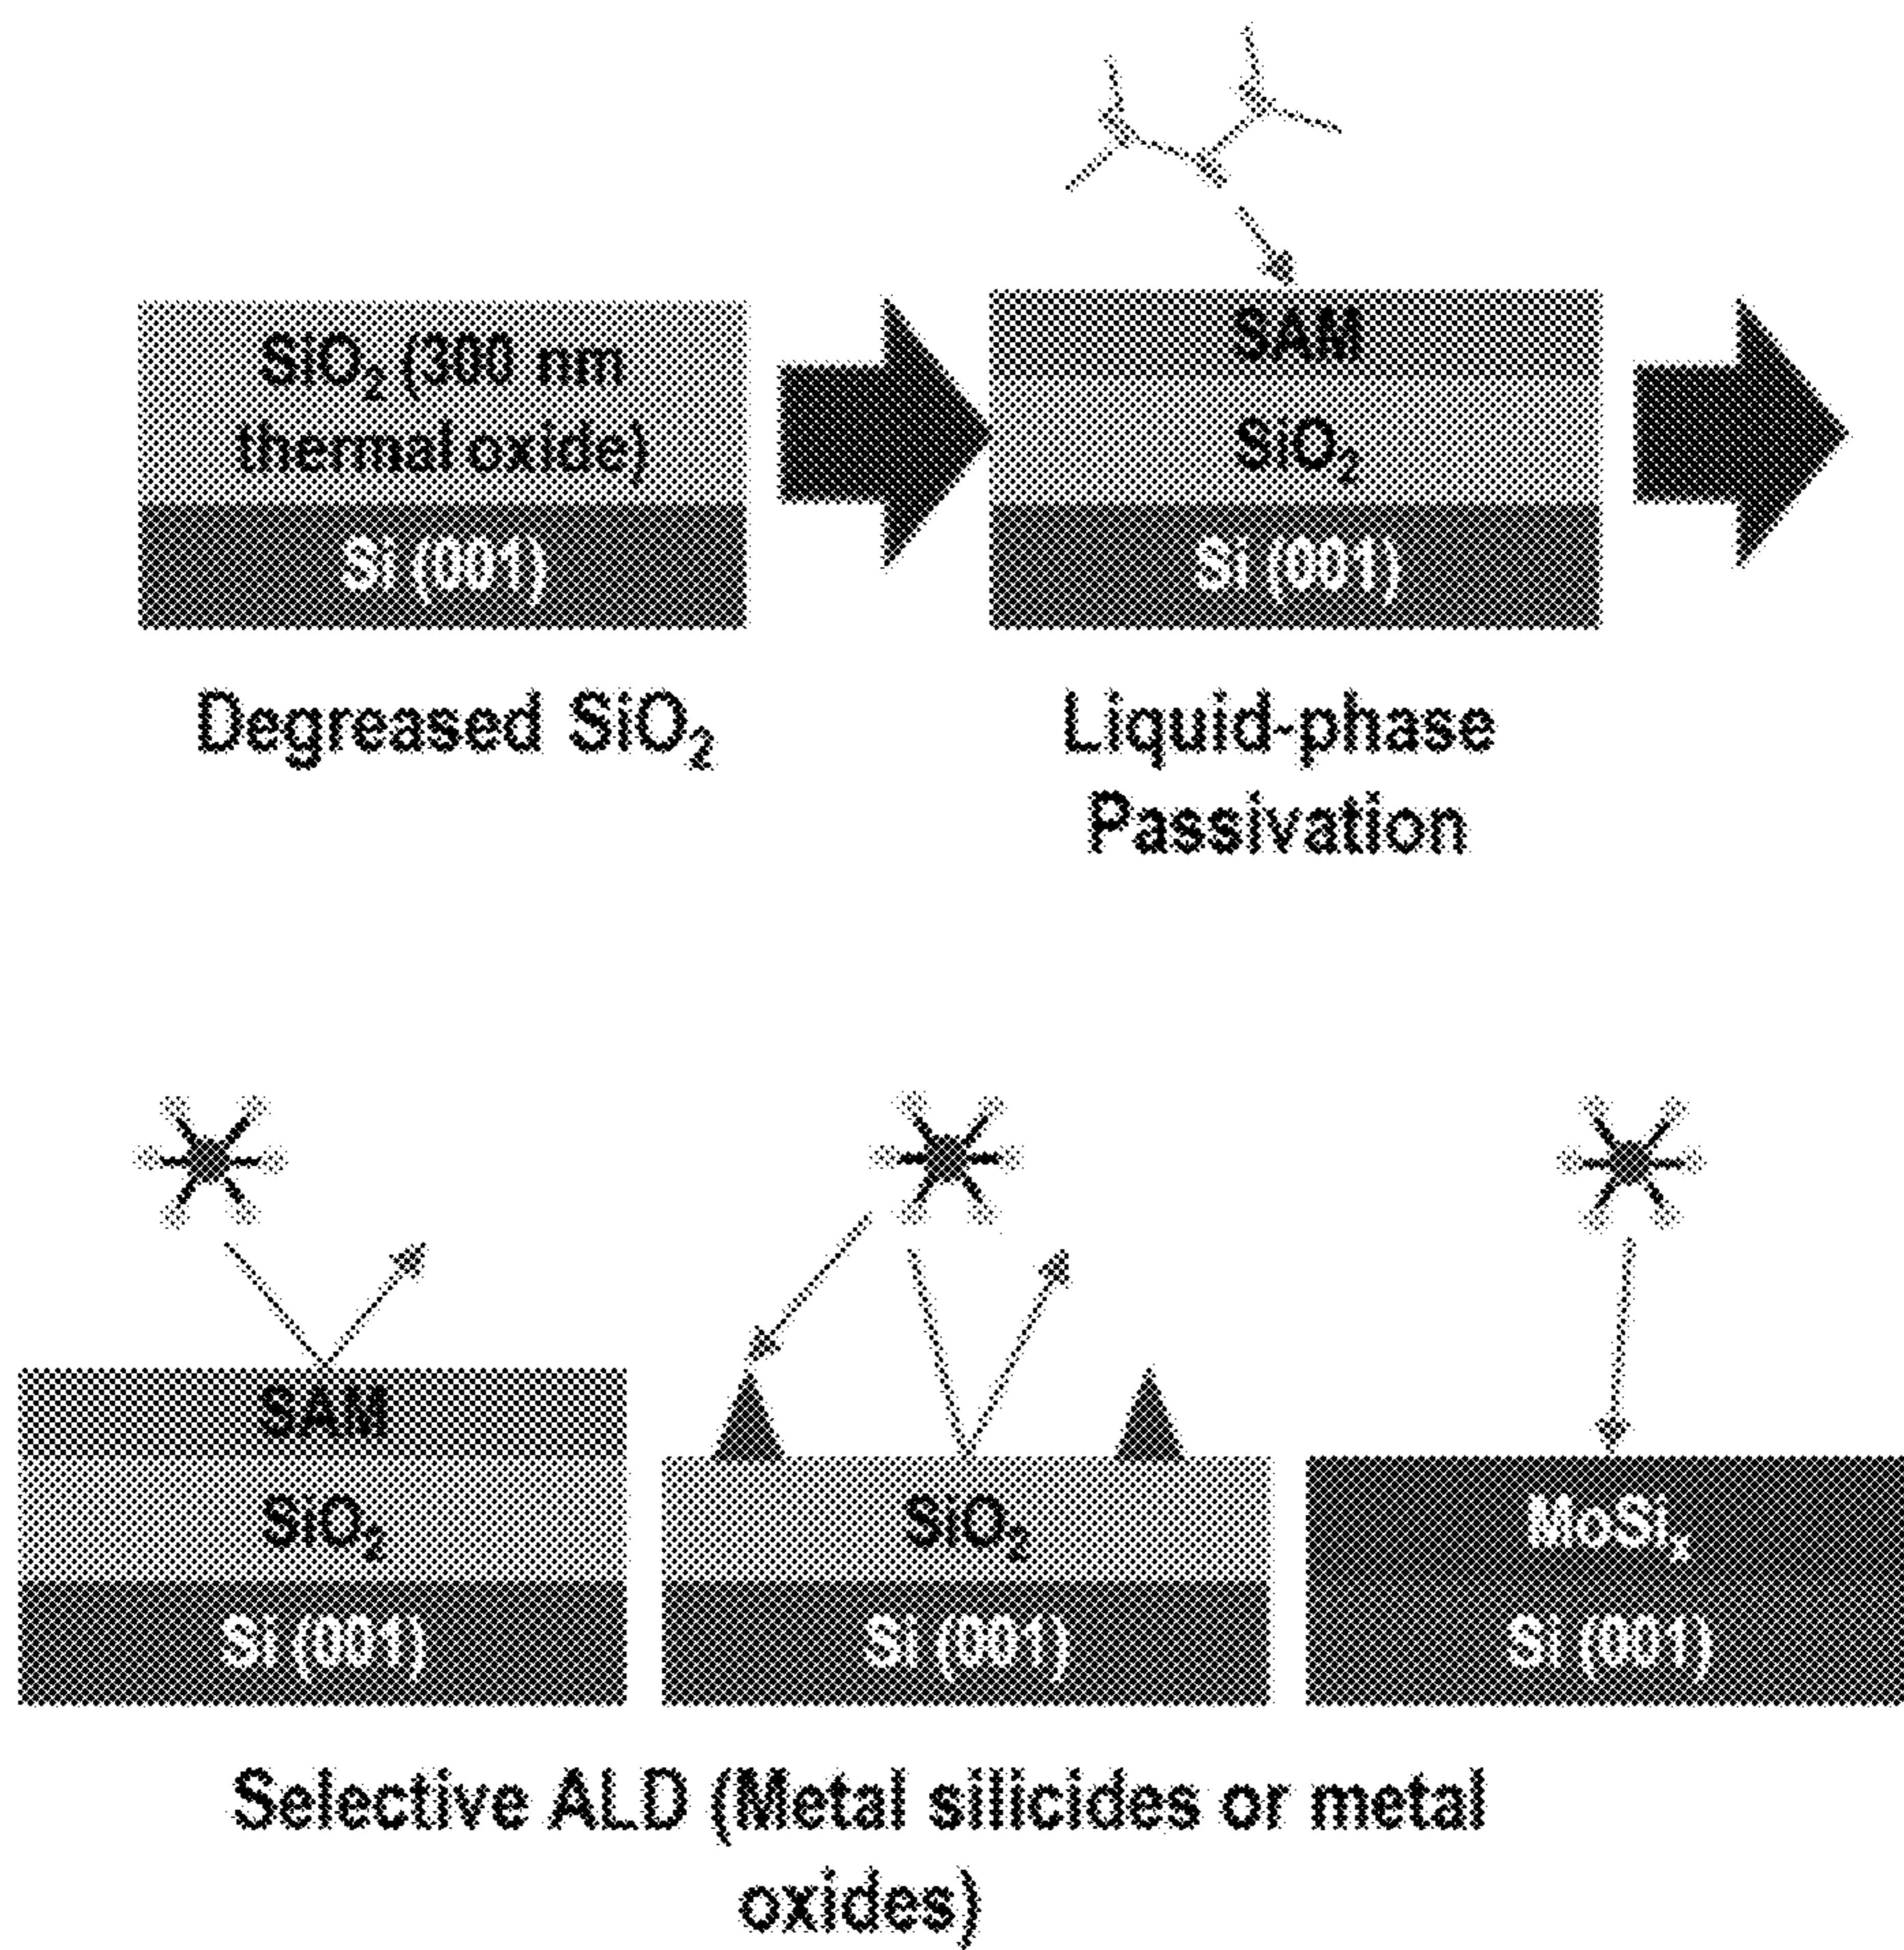 SiO₂ (300 nm
thermal oxide)
Si (001)
Degreased SiO₂
SAM
SiO₂
Si (001)
Liquid-phase
Passivation
SAM
SiO₂
Si (001)
SiO₂
Si (001)
MoSiₓ
Si (001)
Selective ALD (Metal silicides or metal
oxides)